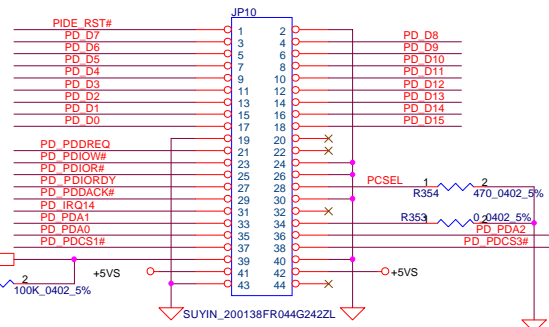 JP10
PIDE_RST# 1 2
PD_D7 3 4 PD_D8
PD_D6 5 6 PD_D9
PD_D5 7 8 PD_D10
PD_D4 9 10 PD_D11
PD_D3 11 12 PD_D12
PD_D2 13 14 PD_D13
PD_D1 15 16 PD_D14
PD_D0 17 18 PD_D15
19 20
PD_PDDREQ 21 22
PD_PDIOW# 23 24
PD_PDIOR# 25 26
PD_PDIORDY 27 28 PCSEL 1 2
R354 470_0402_5%
PD_PDDACK# 29 30
PD_IRQ14 31 32
PD_PDA1 33 34 R353 1 2 0_0402_5%
PD_PDA0 35 36 PD_PDA2
PD_PDCS1# 37 38 PD_PDCS3#
39 40
+5VS 41 42 +5VS
2 43 44
100K_0402_5%
SUYIN_200138FR044G242ZL